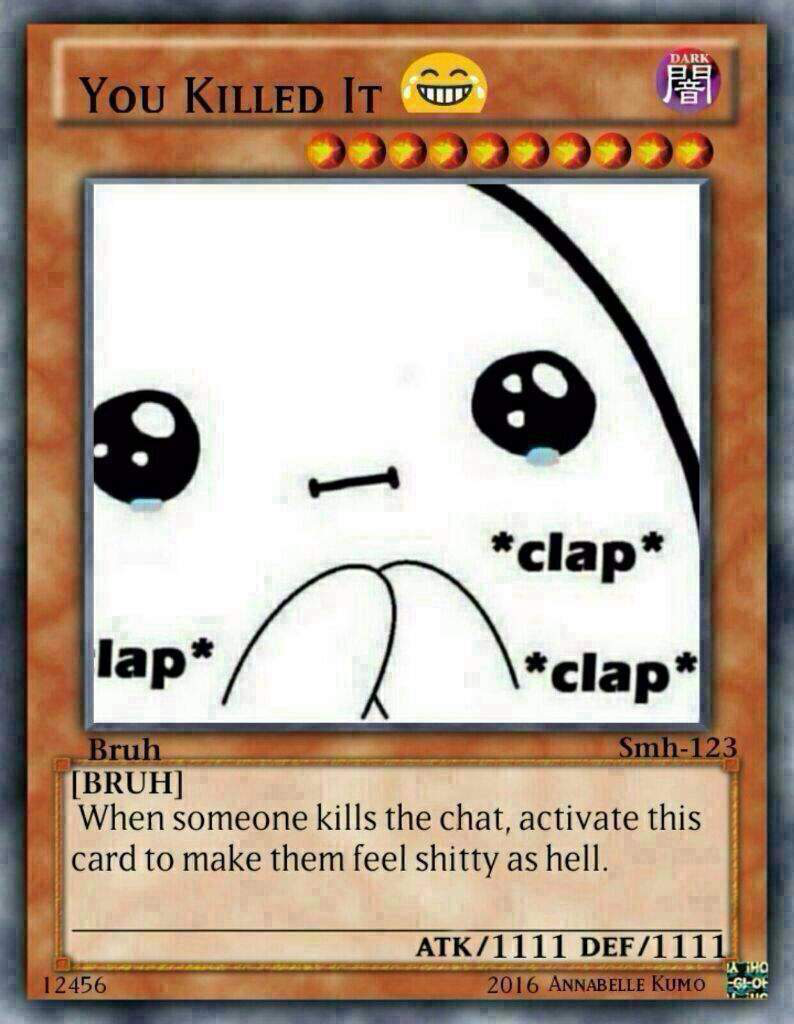 You Killed It 😂
DARK
闇
*clap*
lap*
*clap*
Bruh
Smh-123
[BRUH]
When someone kills the chat, activate this
card to make them feel shitty as hell.
ATK/1111 DEF/1111
12456
2016 Annabelle Kumo